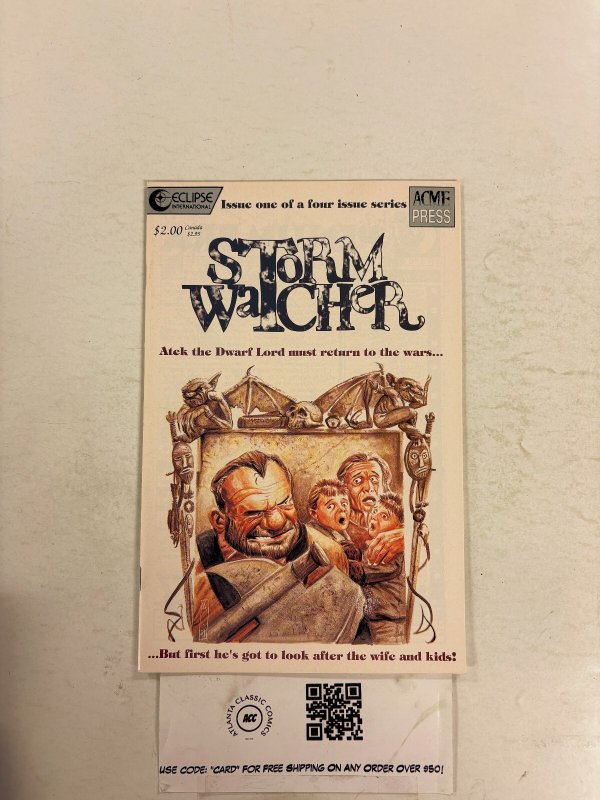 ECLIPSE
INTERNATIONAL
Issue one of a four issue series
ACME
PRESS
$2.00 Canada
$2.95
STORM
WATCHER
Atek the Dwarf Lord must return to the wars...
...But first he's got to look after the wife and kids!
ATLANTA CLASSIC COMICS
ACC
USE CODE: "CARD" FOR FREE SHIPPING ON ANY ORDER OVER $50!